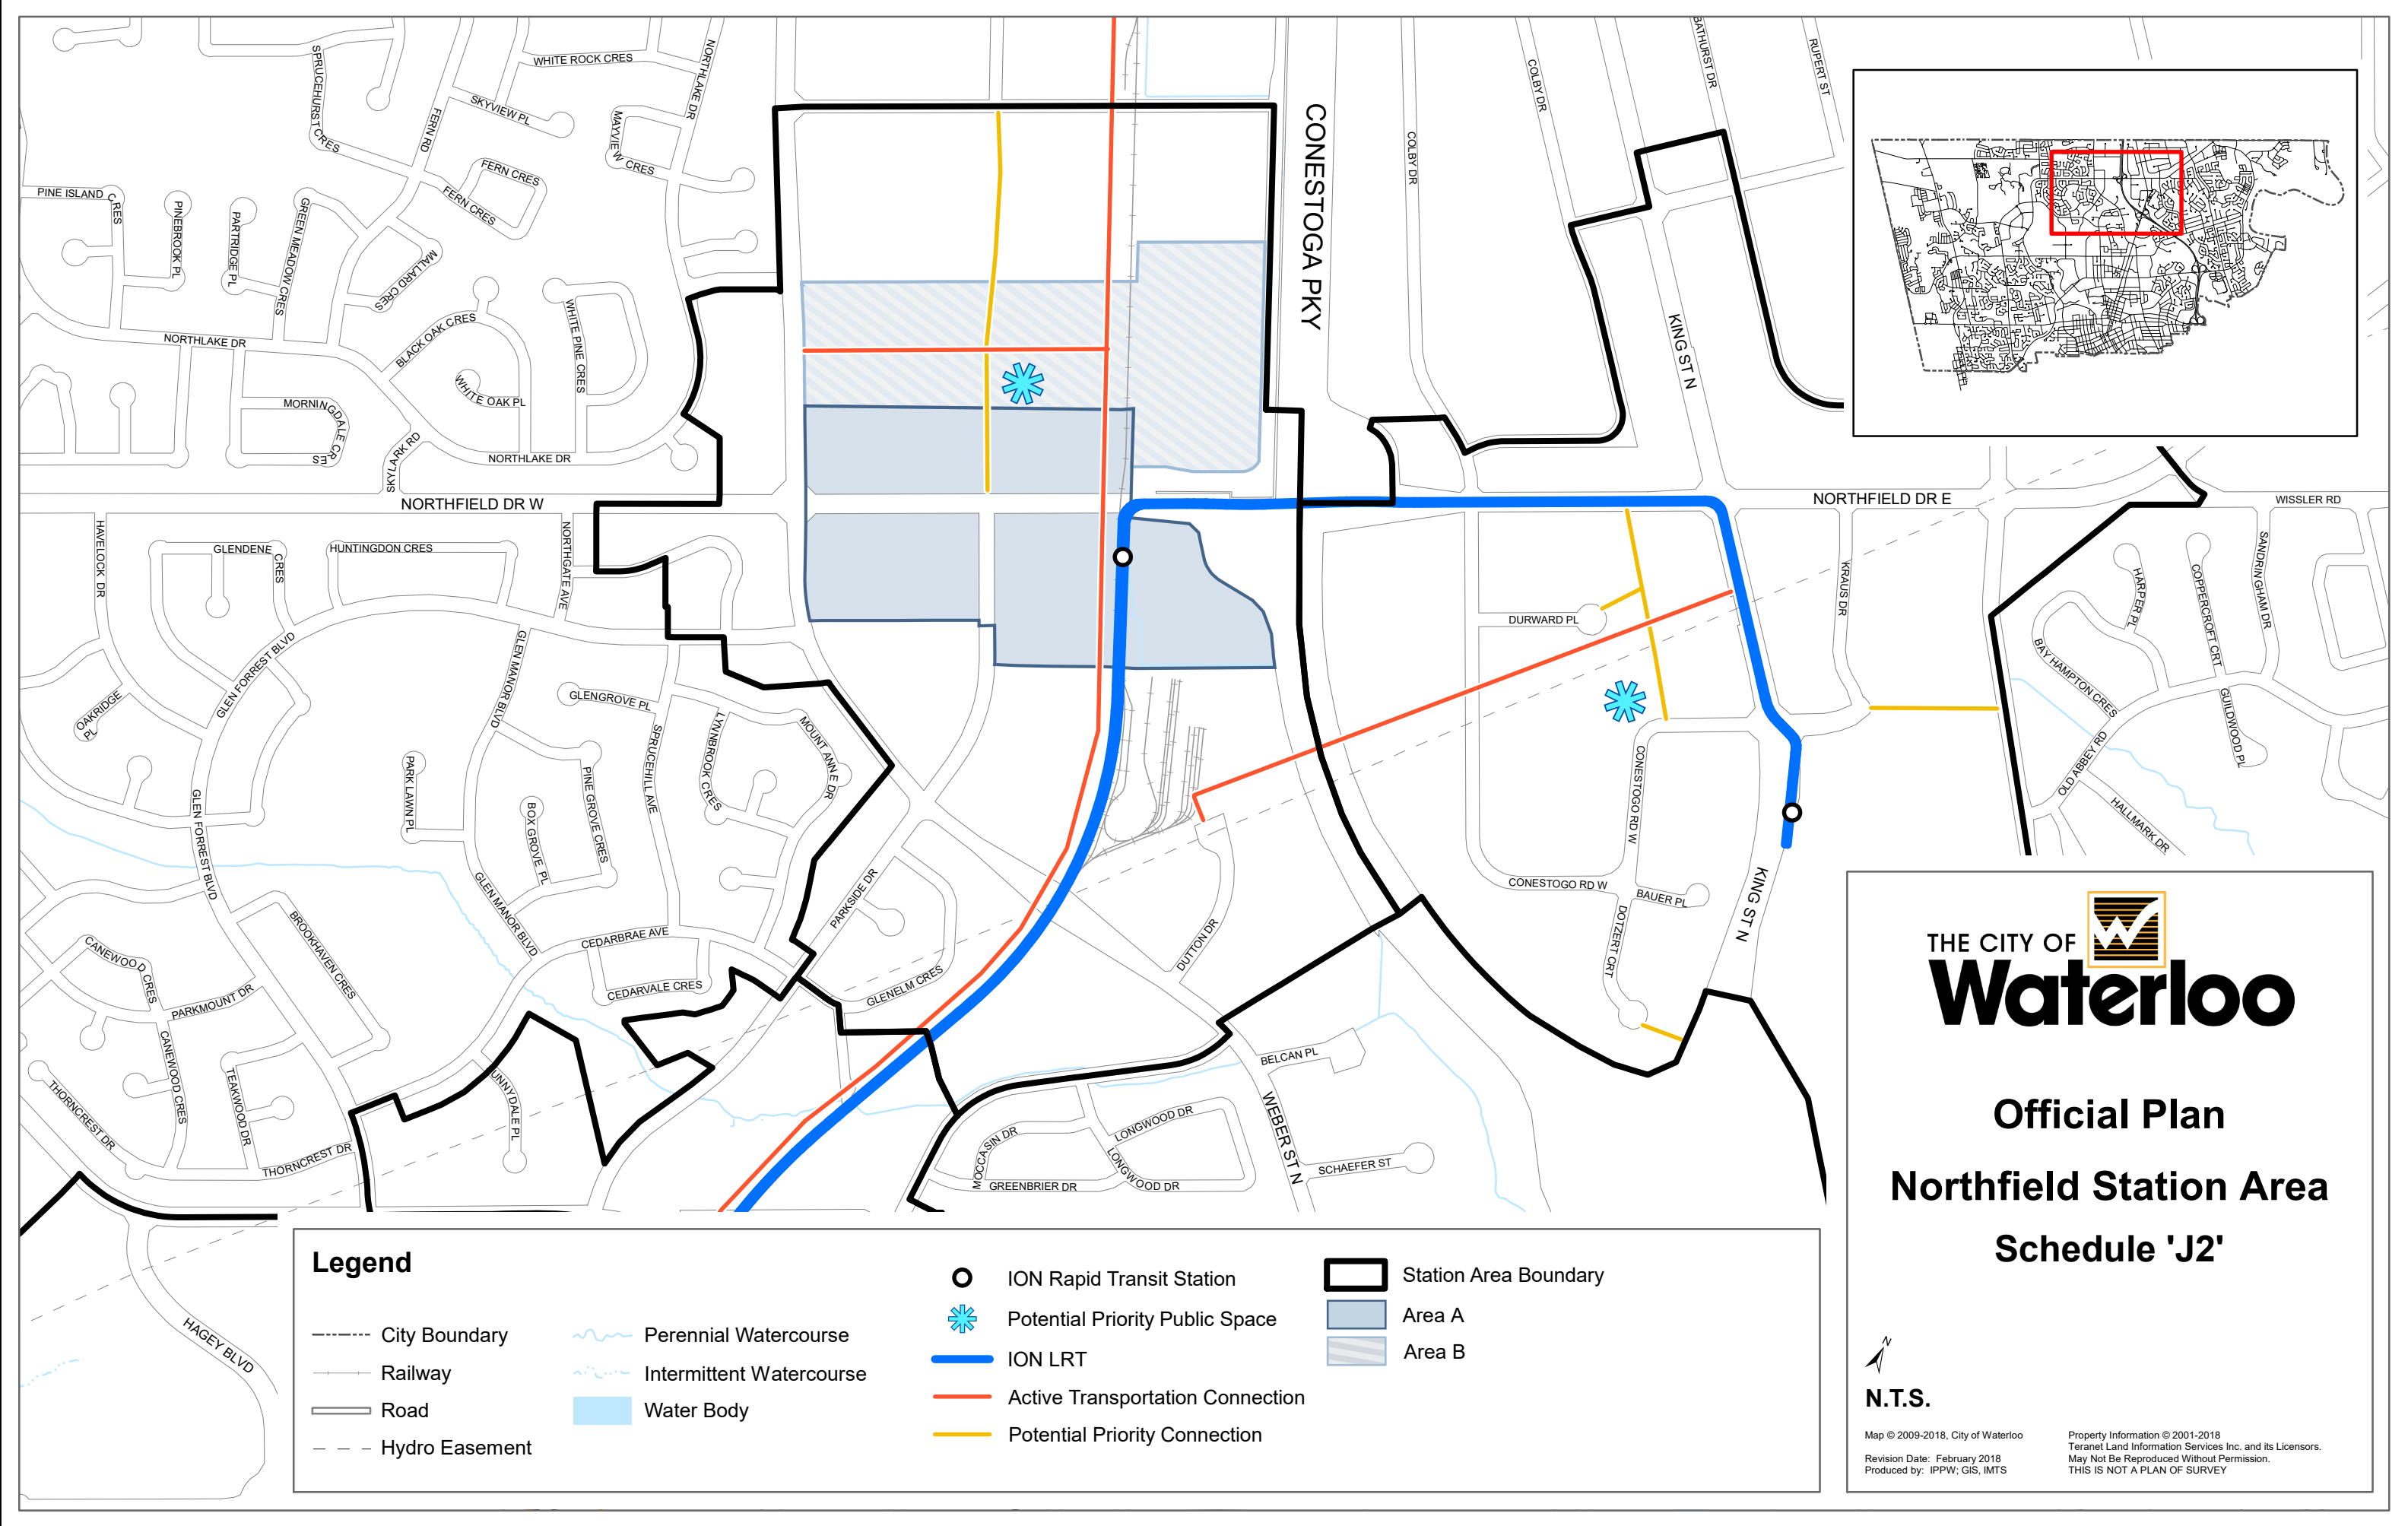 SPRUCEHURST CRES
WHITE ROCK CRES
NORTHLAKE DR
SKYVIEW PL
FERN RD
MAYVIEW CRES
FERN CRES
FERN CRES
PINE ISLAND CRES
PINEBROOK PL
PARTRIDGE PL
GREEN MEADOW CRES
MALLARD CRES
NORTHLAKE DR
BLACK OAK CRES
WHITE PINE CRES
WHITE OAK PL
MORNINGDALE CRES
SKYLARK RD
NORTHLAKE DR
NORTHFIELD DR W
CONESTOGA PKY
COLBY DR
COLBY DR
BATHURST DR
RUPERT ST
KING ST N
NORTHFIELD DR E
WISSLER RD
HAVELOCK DR
GLENDENE CRES
HUNTINGDON CRES
NORTHGATE AVE
GLEN FORREST BLVD
GLEN MANOR BLVD
OAKRIDGE PL
GLENGROVE PL
SPRUCEHILL AVE
LYNNBROOK CRES
MOUNT ANNE DR
PARK LAWN PL
BOX GROVE PL
PINE GROVE CRES
GLEN FORREST BLVD
GLEN MANOR BLVD
BROOKHAVEN CRES
CEDARBRAE AVE
CEDARVALE CRES
PARKSIDE DR
GLENELM CRES
DUTTON DR
CANEWOOD CRES
PARKMOUNT DR
CANEWOOD CRES
TEAKWOOD DR
THORNCREST DR
THORNCREST DR
UNNYDALE PL
HAGEY BLVD
MOCCASIN DR
LONGWOOD DR
LONGWOOD DR
GREENBRIER DR
WEBER ST N
BELCAN PL
SCHAEFER ST
DURWARD PL
CONESTOGO RD W
CONESTOGO RD W
BAUER PL
DOTZERT CRT
KING ST N
KRAUS DR
HARPER PL
COPPERCROFT CRT
SANDRINGHAM DR
BAY HAMPTON CRES
GUILDWOOD PL
OLD ABBEY RD
HALLMARK DR
THE CITY OF
Waterloo
Official Plan
Northfield Station Area
Schedule 'J2'
N
N.T.S.
Map © 2009-2018, City of Waterloo
Revision Date: February 2018
Produced by: IPPW; GIS, IMTS
Property Information © 2001-2018
Teranet Land Information Services Inc. and its Licensors.
May Not Be Reproduced Without Permission.
THIS IS NOT A PLAN OF SURVEY
Legend
City Boundary
Railway
Road
Hydro Easement
Perennial Watercourse
Intermittent Watercourse
Water Body
ION Rapid Transit Station
Potential Priority Public Space
ION LRT
Active Transportation Connection
Potential Priority Connection
Station Area Boundary
Area A
Area B